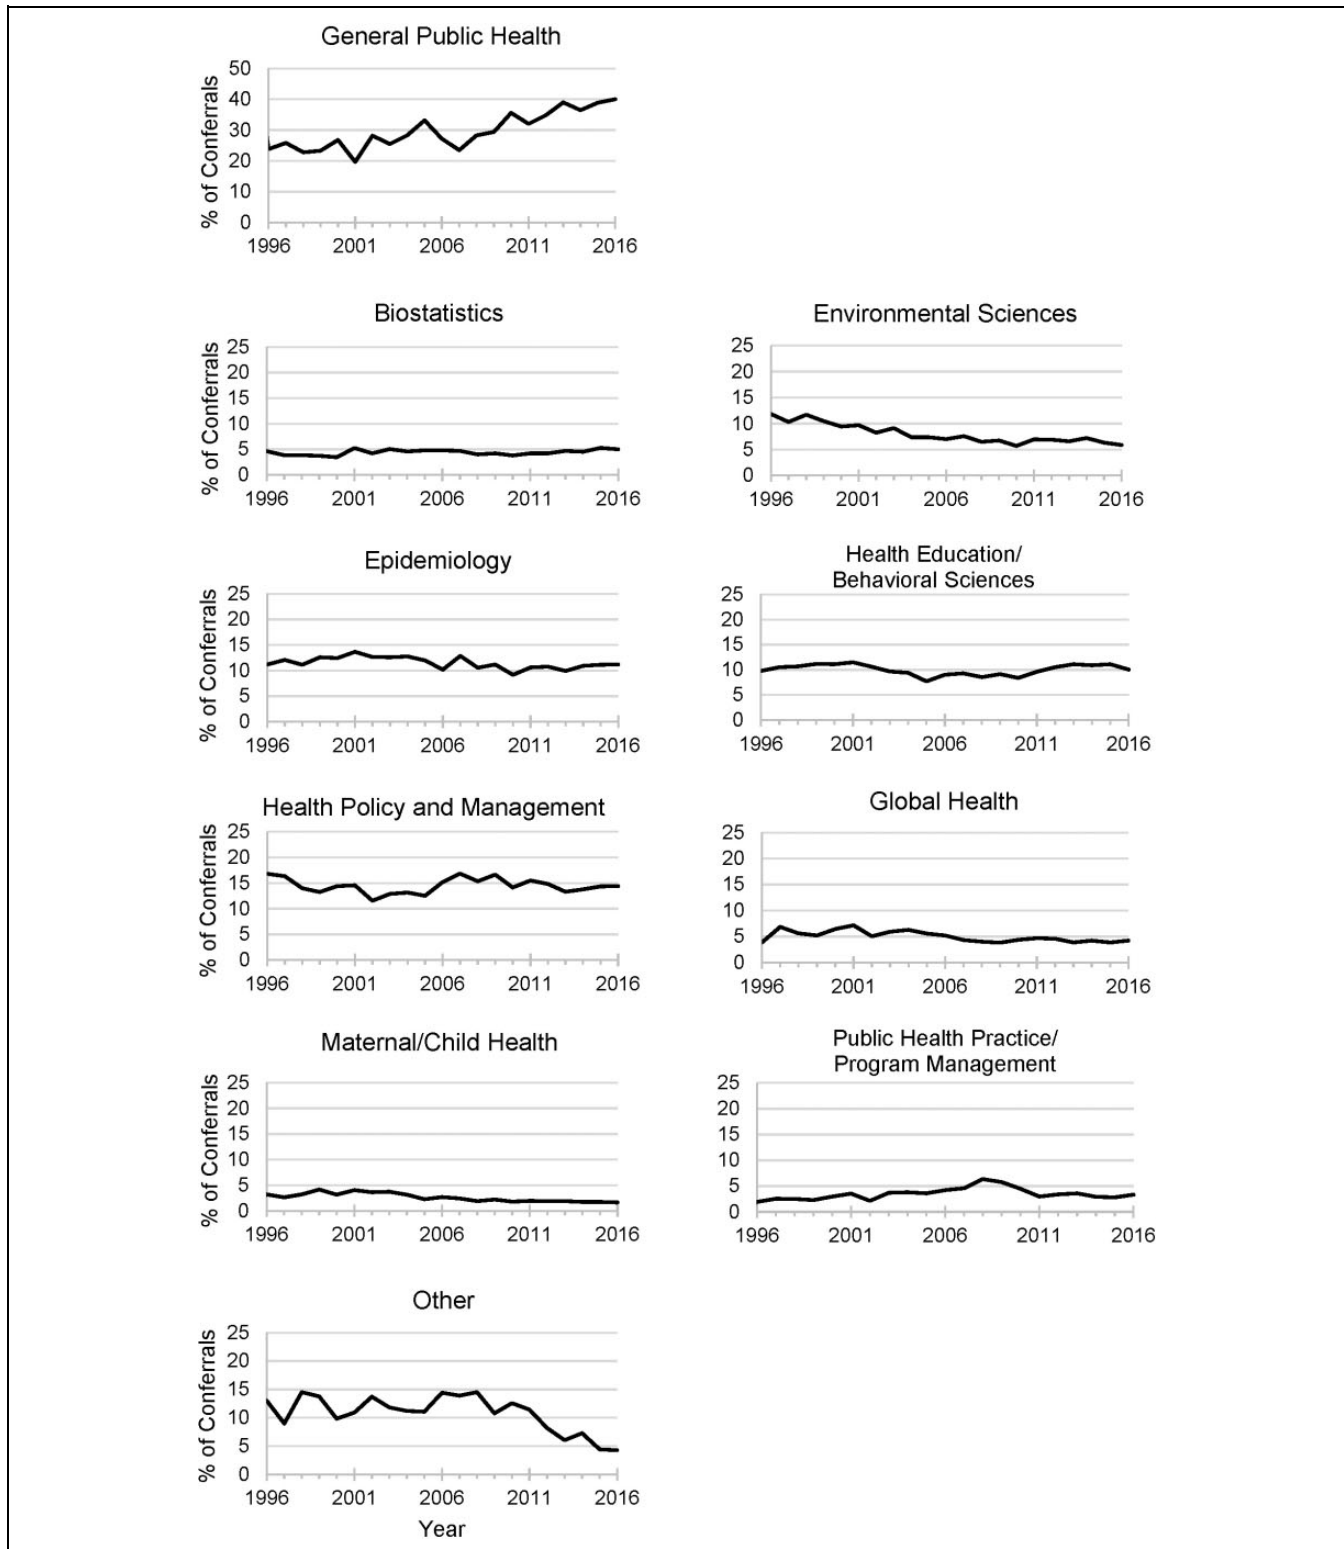 General Public Health
% of Conferrals
50
40
30
20
10
0
1996 2001 2006 2011 2016
Biostatistics
% of Conferrals
25
20
15
10
5
0
1996 2001 2006 2011 2016
Environmental Sciences
25
20
15
10
5
0
1996 2001 2006 2011 2016
Epidemiology
% of Conferrals
25
20
15
10
5
0
1996 2001 2006 2011 2016
Health Education/
Behavioral Sciences
25
20
15
10
5
0
1996 2001 2006 2011 2016
Health Policy and Management
% of Conferrals
25
20
15
10
5
0
1996 2001 2006 2011 2016
Global Health
25
20
15
10
5
0
1996 2001 2006 2011 2016
Maternal/Child Health
% of Conferrals
25
20
15
10
5
0
1996 2001 2006 2011 2016
Public Health Practice/
Program Management
25
20
15
10
5
0
1996 2001 2006 2011 2016
Other
% of Conferrals
25
20
15
10
5
0
1996 2001 2006 2011 2016
Year